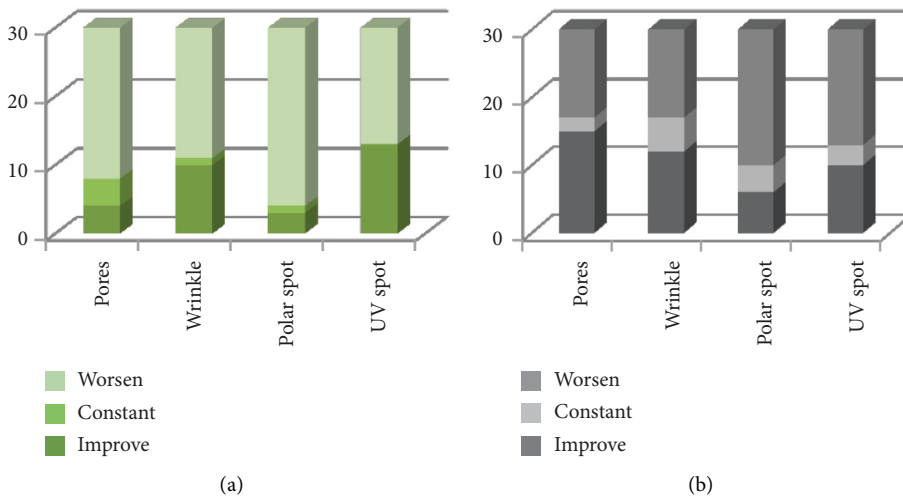 30
20
10
0
Pores
Wrinkle
Polar spot
UV spot
Worsen
Constant
Improve
(a)
30
20
10
0
Pores
Wrinkle
Polar spot
UV spot
Worsen
Constant
Improve
(b)